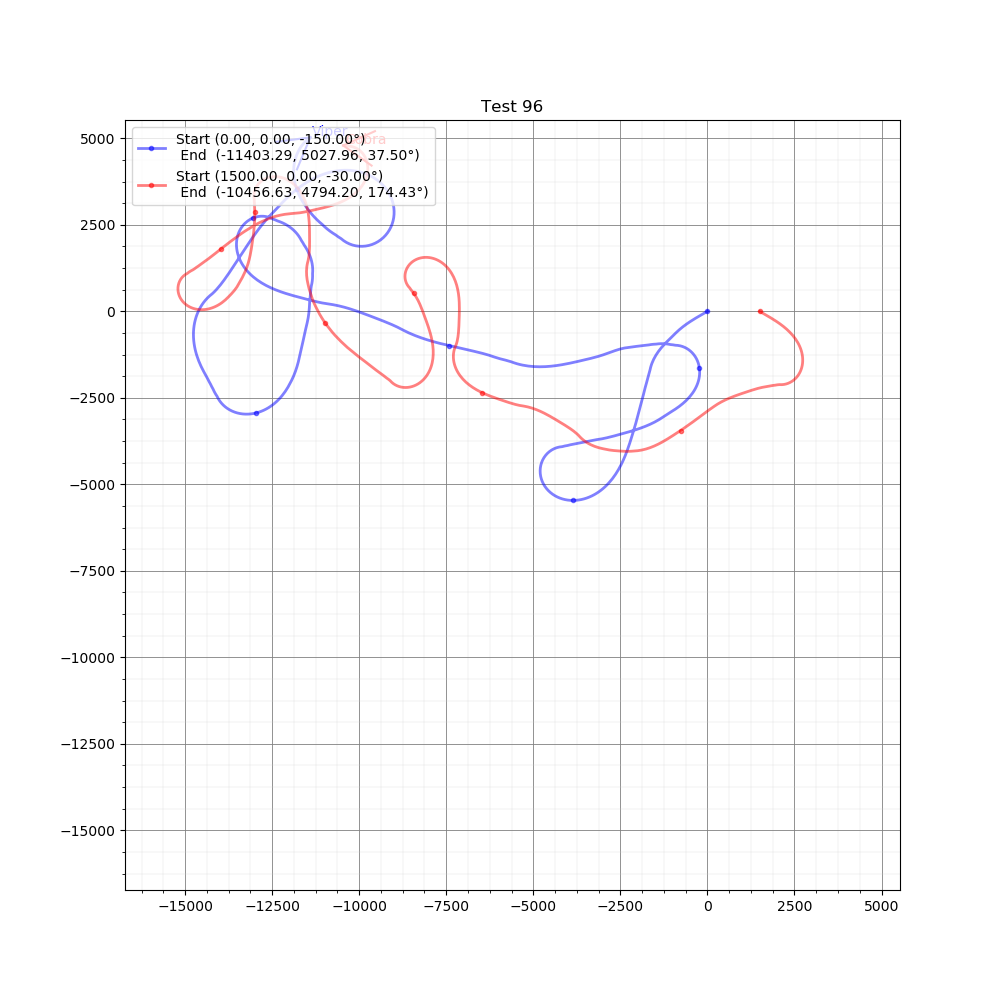 Test 96
Viper
Start (0.00, 0.00, -150.00°)
End (-11403.29, 5027.96, 37.50°)
Start (1500.00, 0.00, -30.00°)
End (-10456.63, 4794.20, 174.43°)
5000
2500
0
−2500
−5000
−7500
−10000
−12500
−15000
−15000 −12500 −10000 −7500 −5000 −2500 0 2500 5000